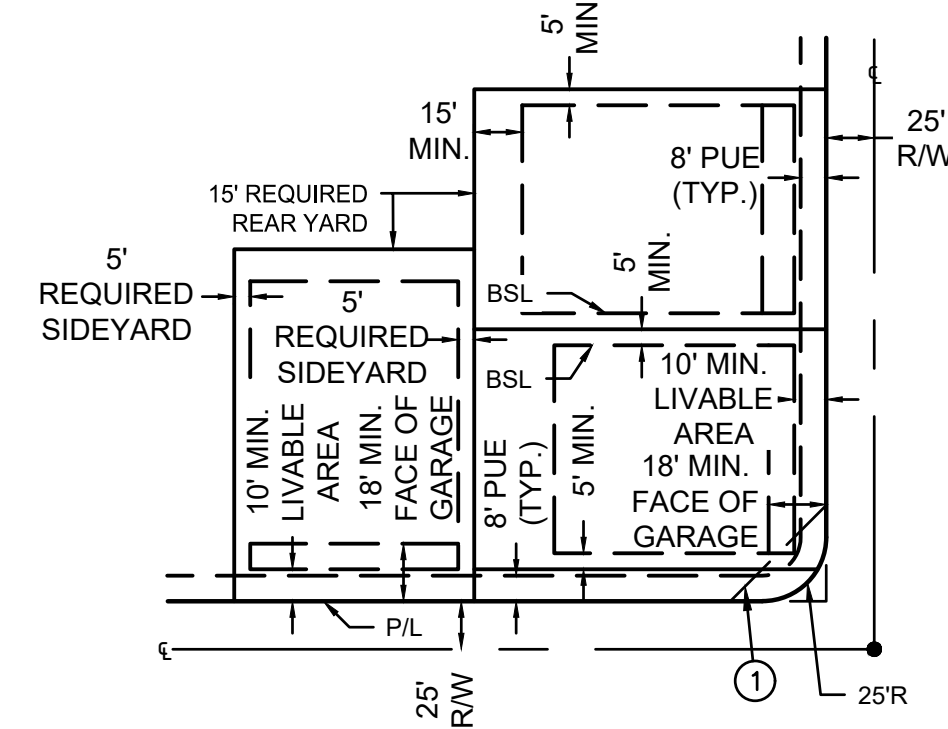 5'
MIN.
15'
MIN.
25'
R/W
8' PUE
(TYP.)
15' REQUIRED
REAR YARD
5'
REQUIRED
SIDEYARD
5'
MIN.
BSL
5'
REQUIRED
SIDEYARD
BSL
10' MIN.
LIVABLE
AREA
18' MIN.
FACE OF
GARAGE
10' MIN.
LIVABLE
AREA
18' MIN.
FACE OF
GARAGE
8' PUE
(TYP.)
5' MIN.
P/L
℄
℄
25'
R/W
1
25'R